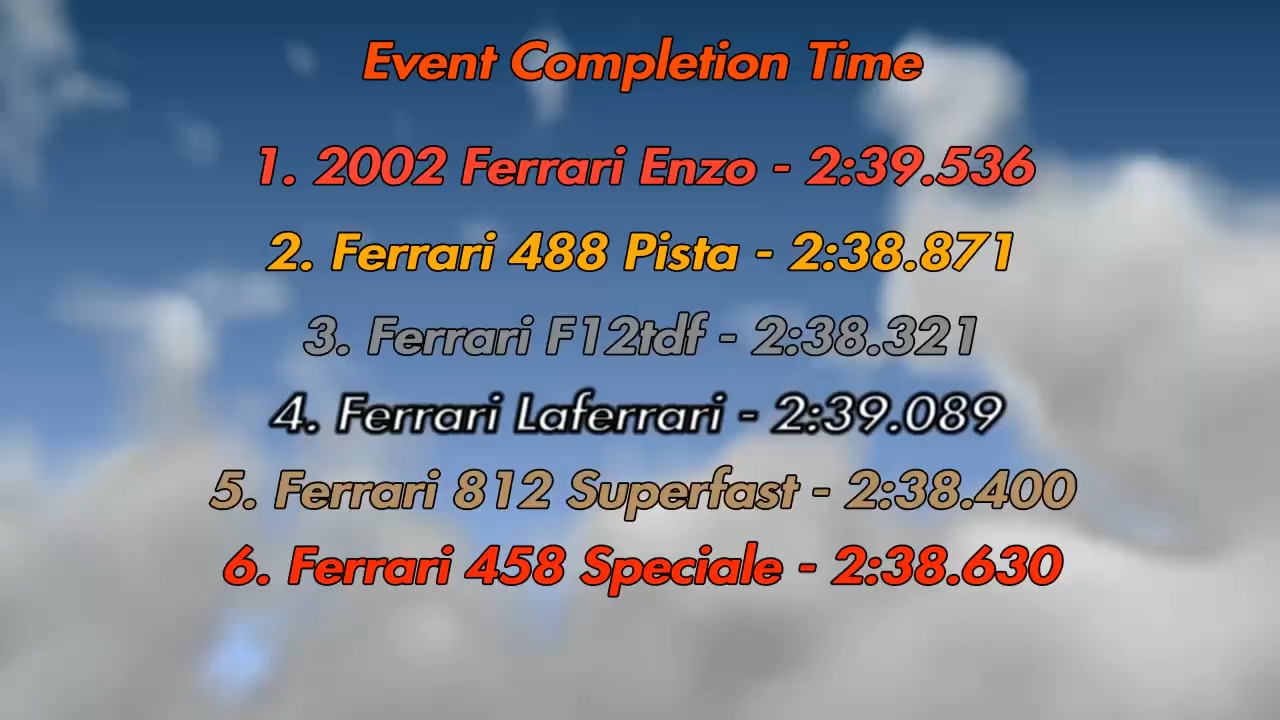 Event Completion Time
1. 2002 Ferrari Enzo - 2:39.536
2. Ferrari 488 Pista - 2:38.871
3. Ferrari F12tdf - 2:38.321
4. Ferrari Laferrari - 2:39.089
5. Ferrari 812 Superfast - 2:38.400
6. Ferrari 458 Speciale - 2:38.630